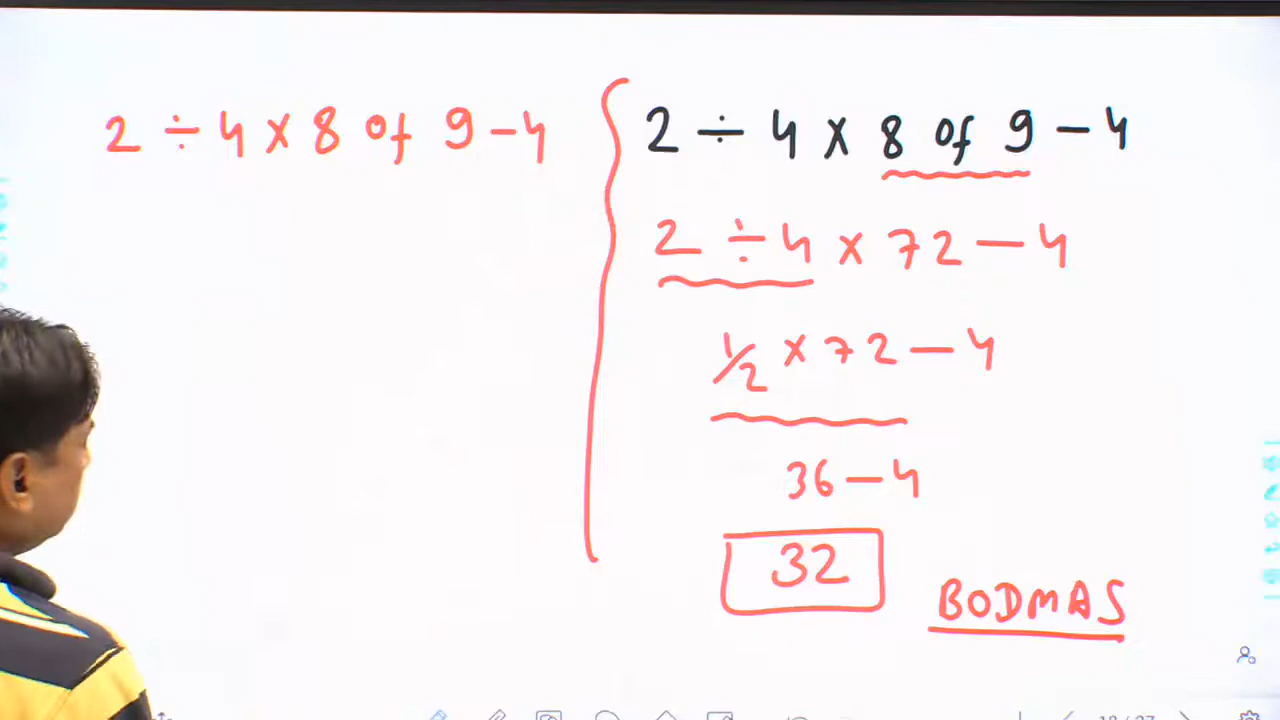 2 ÷ 4 × 8 of 9 - 4
2 ÷ 4 × 8 of 9 - 4
2 ÷ 4 × 72 - 4
1/2 × 72 - 4
36 - 4
32
BODMAS